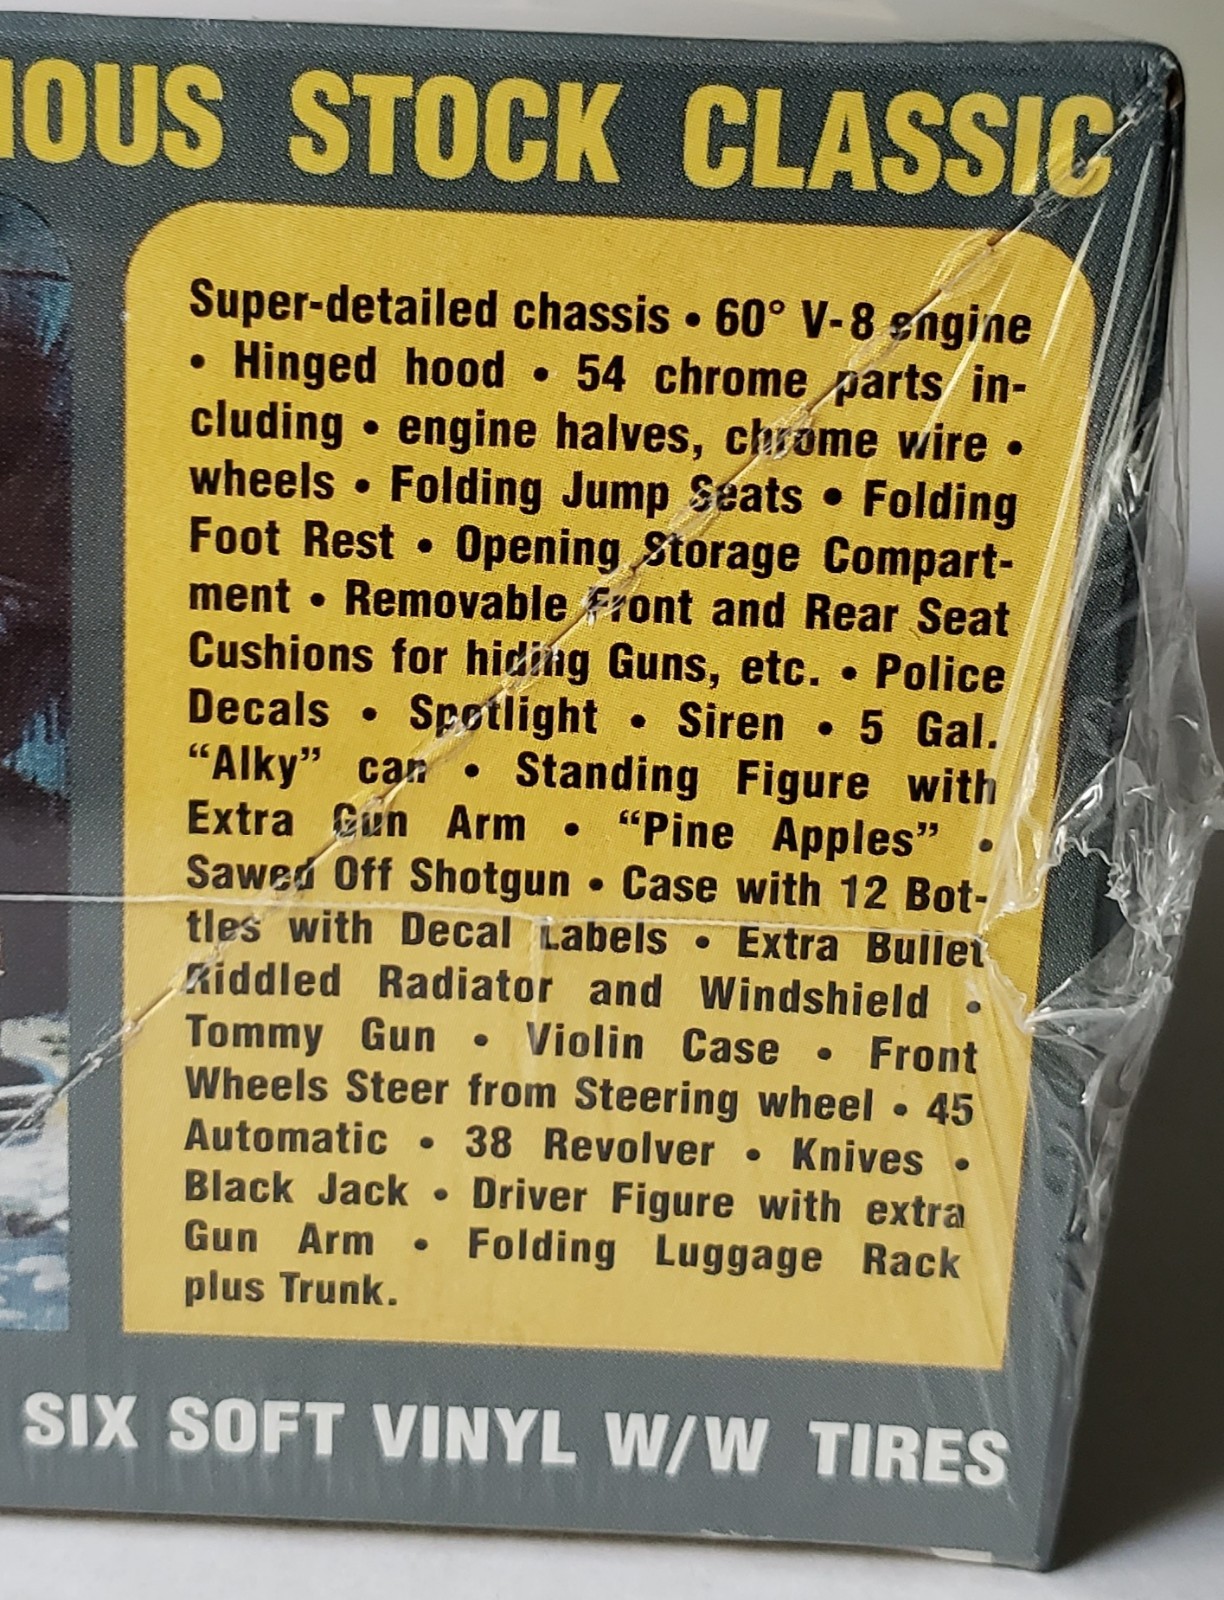 IOUS STOCK CLASSIC
Super-detailed chassis • 60° V-8 engine
• Hinged hood • 54 chrome parts in-
cluding • engine halves, chrome wire •
wheels • Folding Jump Seats • Folding
Foot Rest • Opening Storage Compart-
ment • Removable Front and Rear Seat
Cushions for hiding Guns, etc. • Police
Decals • Spotlight • Siren • 5 Gal.
“Alky” can • Standing Figure with
Extra Gun Arm • “Pine Apples” •
Sawed Off Shotgun • Case with 12 Bot-
tles with Decal Labels • Extra Bullet
Riddled Radiator and Windshield •
Tommy Gun • Violin Case • Front
Wheels Steer from Steering wheel • 45
Automatic • 38 Revolver • Knives •
Black Jack • Driver Figure with extra
Gun Arm • Folding Luggage Rack
plus Trunk.
SIX SOFT VINYL W/W TIRES